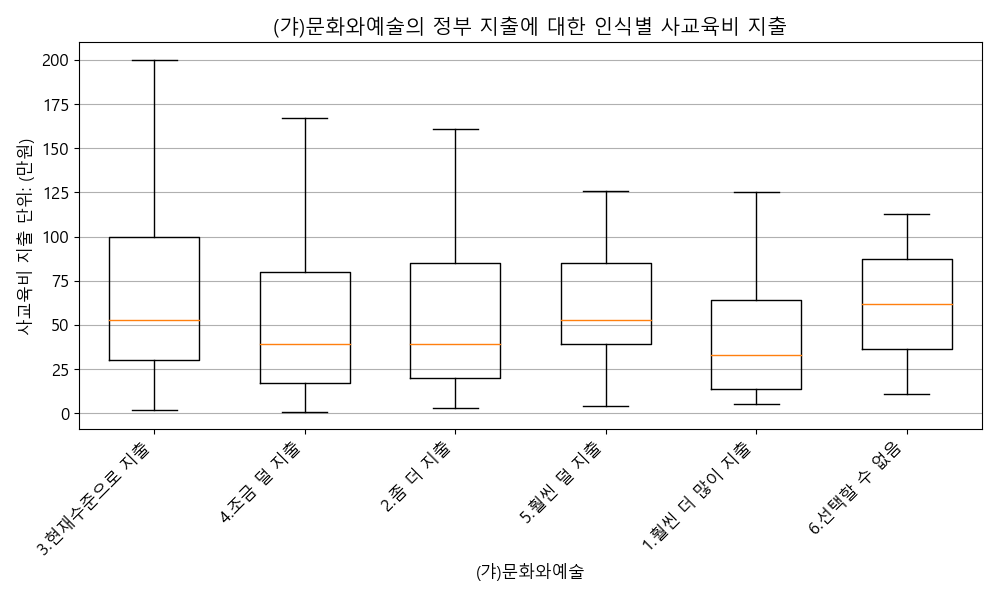 (갸)문화와예술의 정부 지출에 대한 인식별 사교육비 지출
사교육비 지출 단위: (만원)
200
175
150
125
100
75
50
25
0
3.현재수준으로 지출
4.조금 덜 지출
2.좀 더 지출
5.훨씬 덜 지출
1.훨씬 더 많이 지출
6.선택할 수 없음
(갸)문화와예술